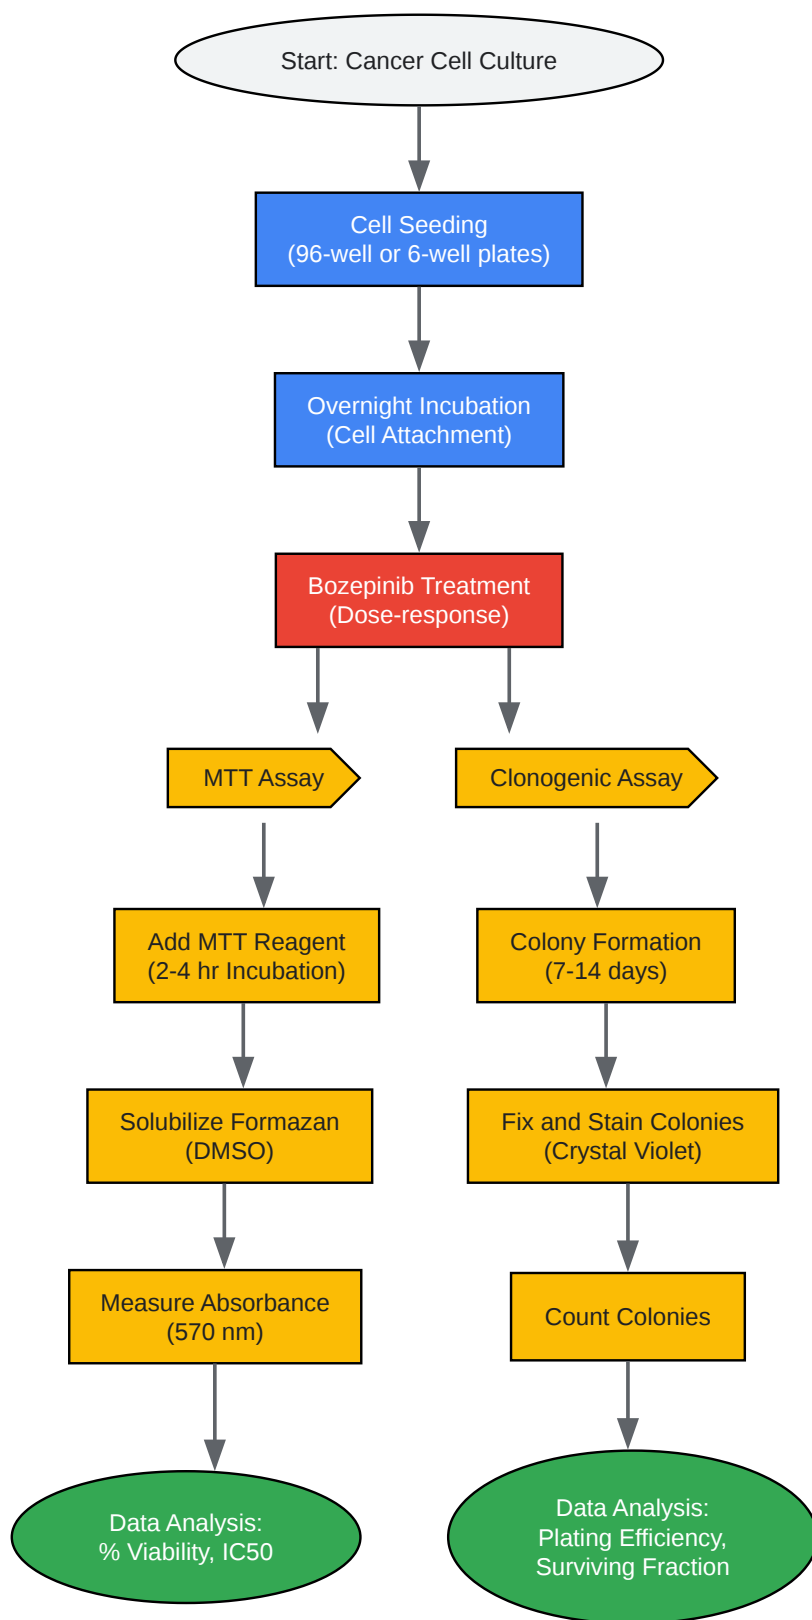 Start: Cancer Cell Culture
Cell Seeding
(96-well or 6-well plates)
Overnight Incubation
(Cell Attachment)
Bozepinib Treatment
(Dose-response)
MTT Assay
Clonogenic Assay
Add MTT Reagent
(2-4 hr Incubation)
Colony Formation
(7-14 days)
Solubilize Formazan
(DMSO)
Fix and Stain Colonies
(Crystal Violet)
Measure Absorbance
(570 nm)
Count Colonies
Data Analysis:
% Viability, IC50
Data Analysis:
Plating Efficiency,
Surviving Fraction